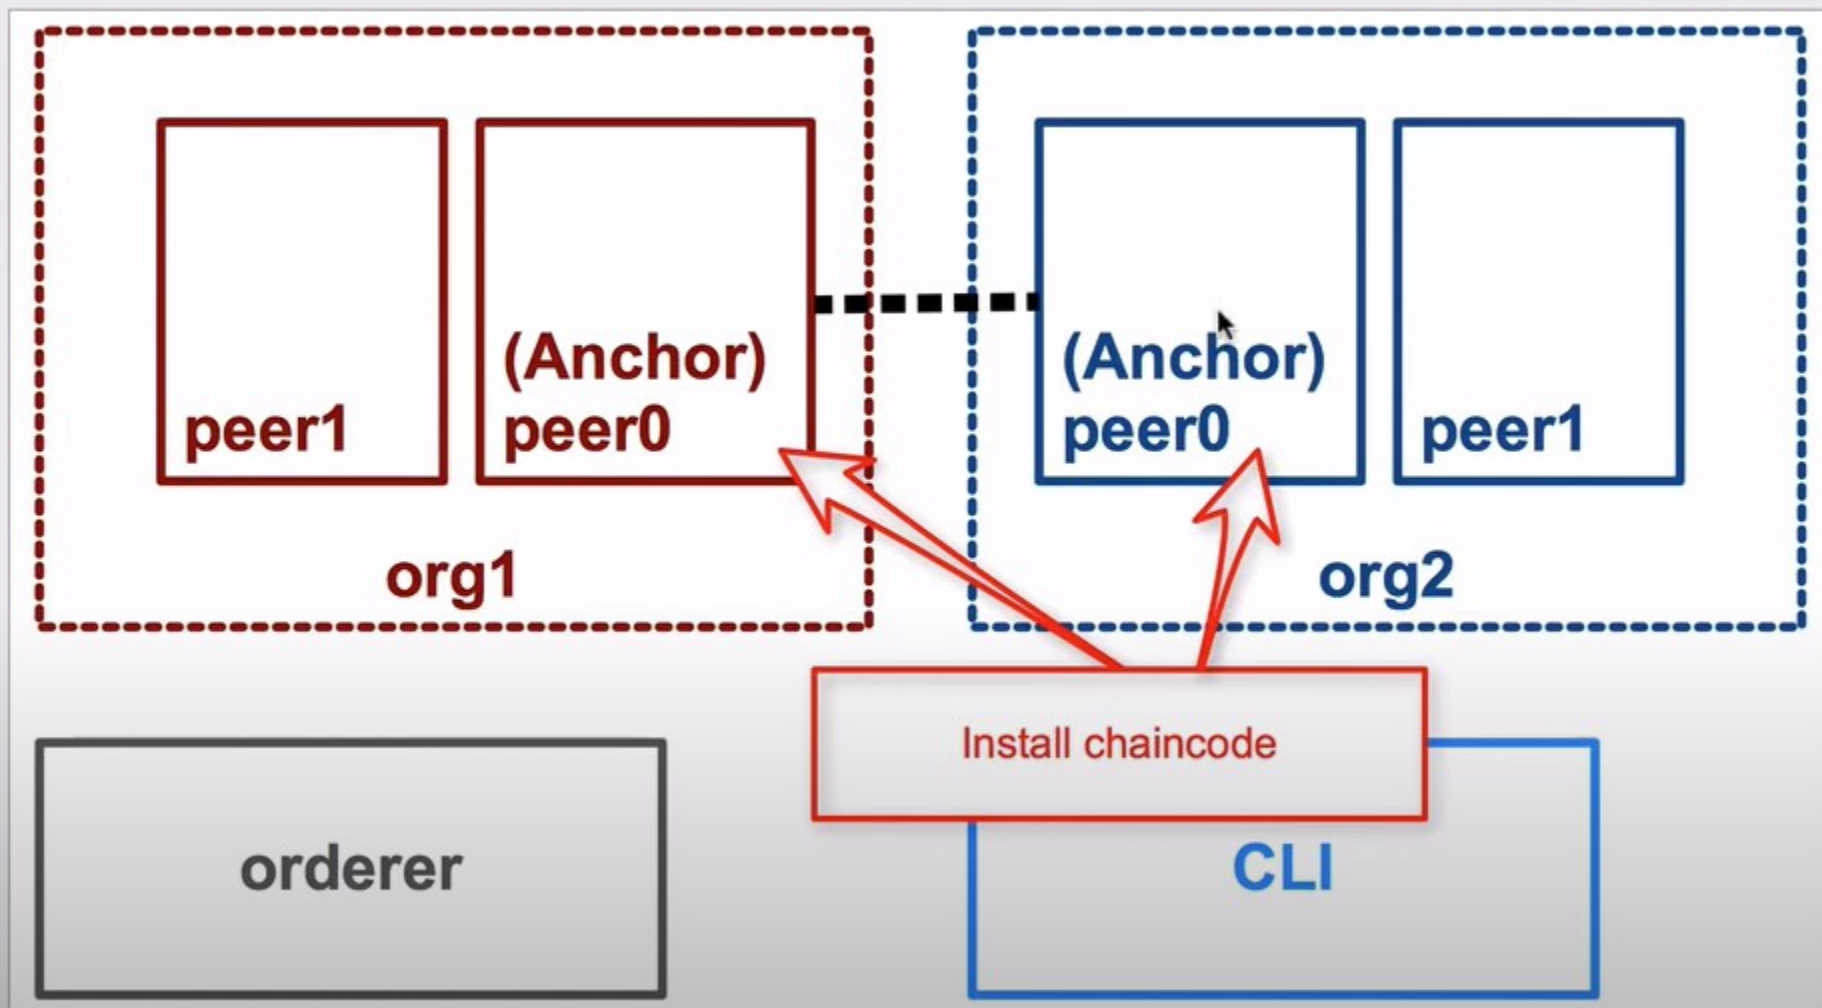 peer1
(Anchor)
peer0
org1
(Anchor)
peer0
peer1
org2
Install chaincode
orderer
CLI